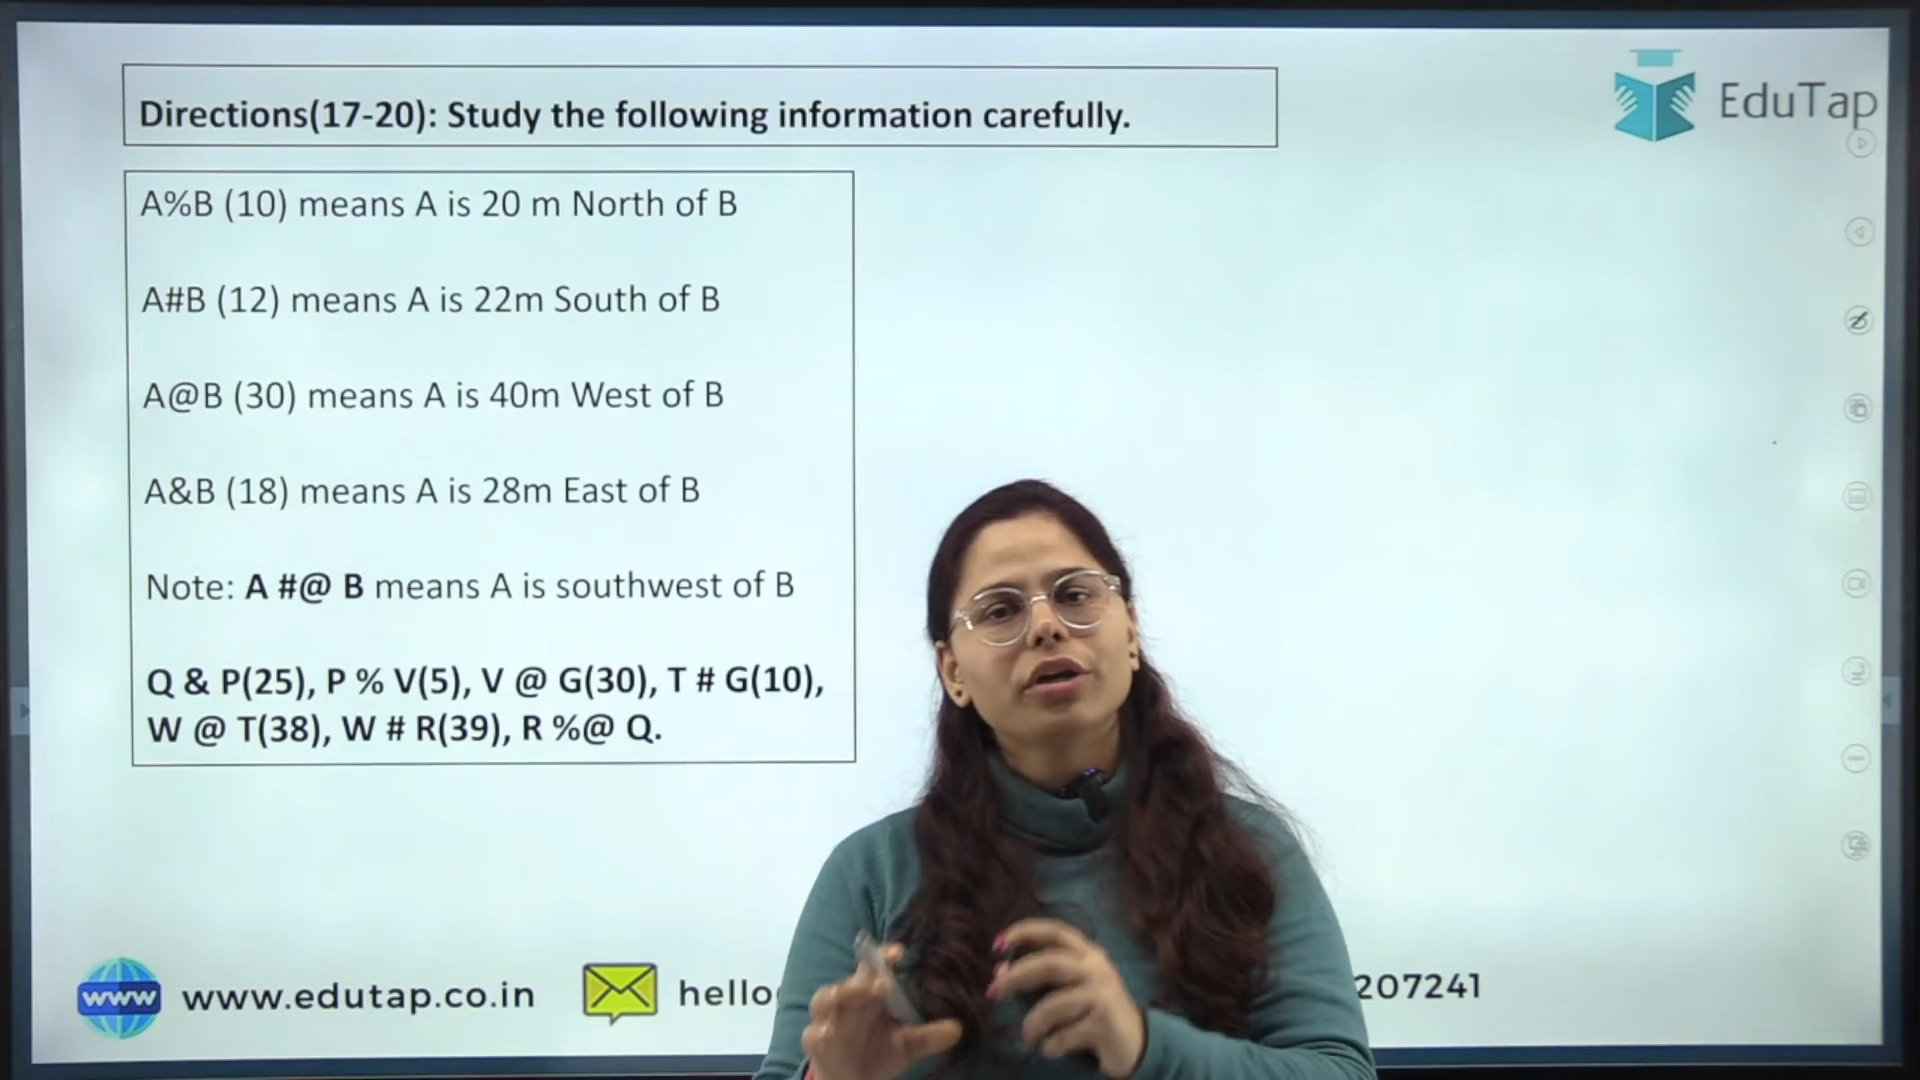 Directions(17-20): Study the following information carefully.
EduTap
A%B (10) means A is 20 m North of B
A#B (12) means A is 22m South of B
A@B (30) means A is 40m West of B
A&B (18) means A is 28m East of B
Note: A #@ B means A is southwest of B
Q & P(25), P % V(5), V @ G(30), T # G(10),
W @ T(38), W # R(39), R %@ Q.
www www.edutap.co.in hello 207241